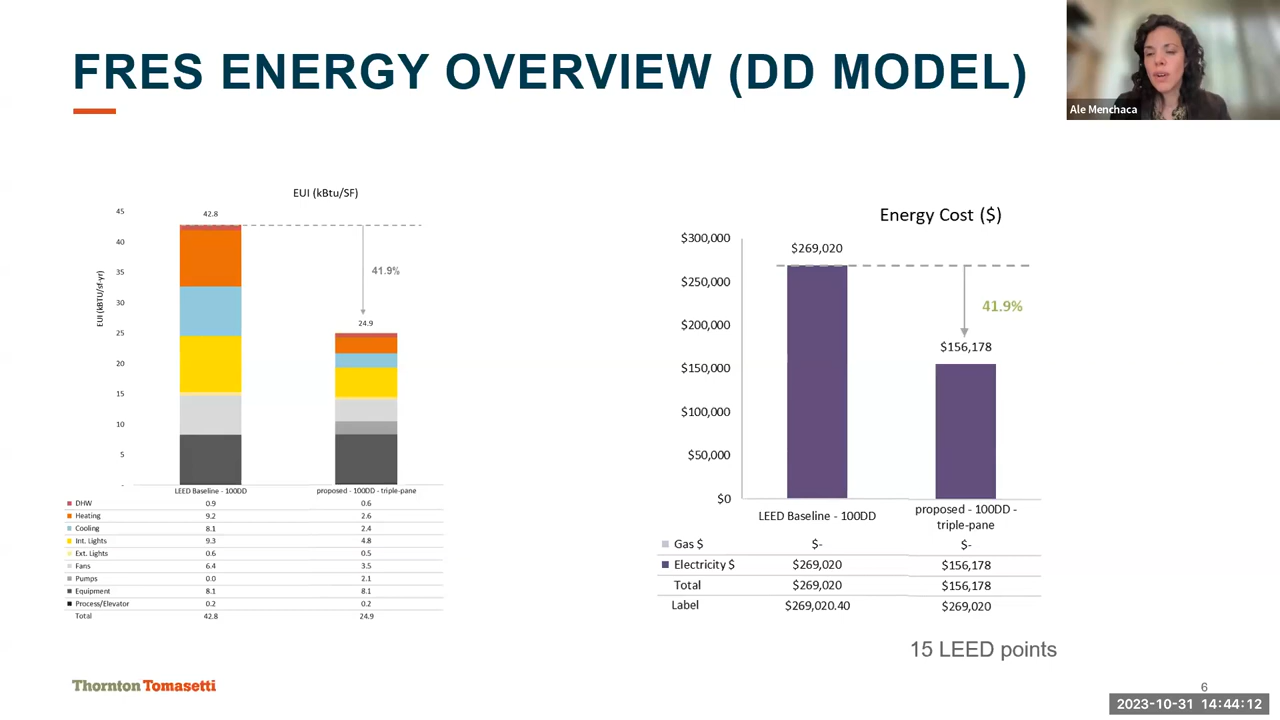 FRES ENERGY OVERVIEW (DD MODEL)
Ale Menchaca
EUI (kBtu/SF)
EUI (kBTU/sf-yr)
45
40
35
30
25
20
15
10
5
-
42.8
41.9%
24.9
LEED Baseline - 100DD proposed - 100DD - triple-pane
DHW 0.9 0.6
Heating 9.2 2.6
Cooling 8.1 2.4
Int. Lights 9.3 4.8
Ext. Lights 0.6 0.5
Fans 6.4 3.5
Pumps 0.0 2.1
Equipment 8.1 8.1
Process/Elevator 0.2 0.2
Total 42.8 24.9
Energy Cost ($)
$300,000
$250,000
$200,000
$150,000
$100,000
$50,000
$0
$269,020
41.9%
$156,178
LEED Baseline - 100DD
proposed - 100DD -
triple-pane
Gas $ $- $-
Electricity $ $269,020 $156,178
Total $269,020 $156,178
Label $269,020.40 $269,020
15 LEED points
Thornton Tomasetti
6
2023-10-31 14:44:12